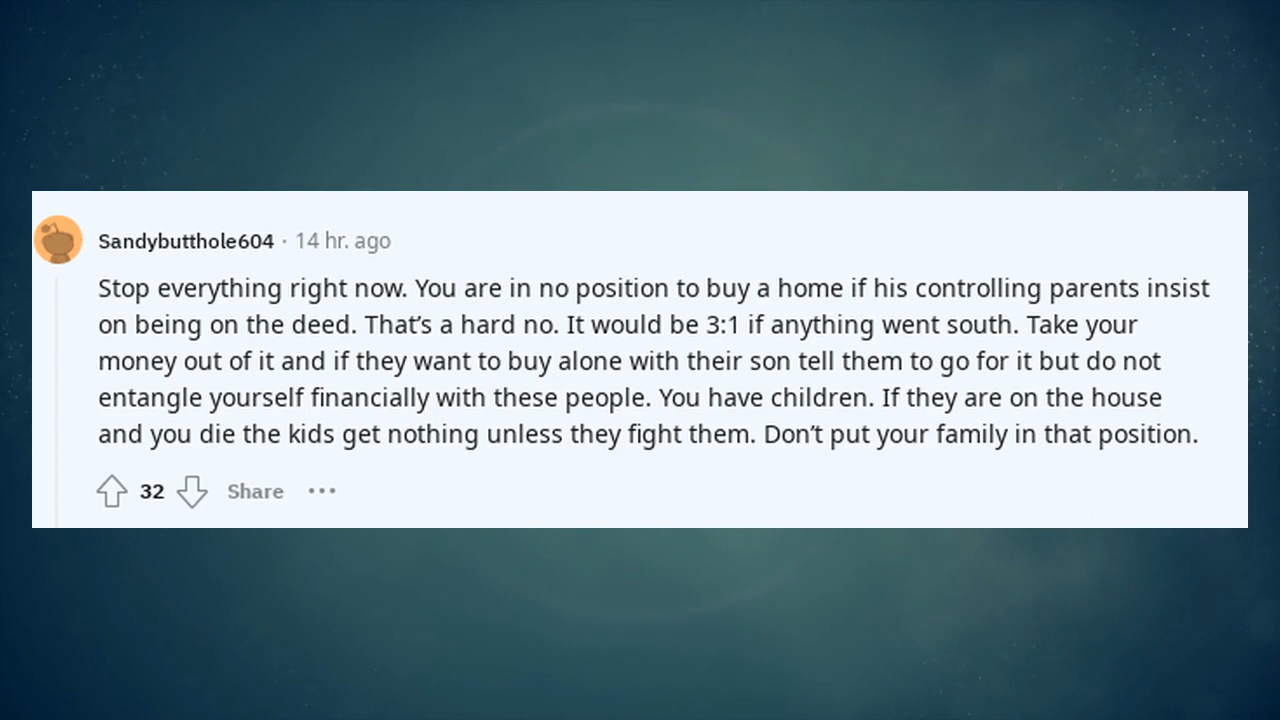 Sandybutthole604 · 14 hr. ago
Stop everything right now. You are in no position to buy a home if his controlling parents insist
on being on the deed. That’s a hard no. It would be 3:1 if anything went south. Take your
money out of it and if they want to buy alone with their son tell them to go for it but do not
entangle yourself financially with these people. You have children. If they are on the house
and you die the kids get nothing unless they fight them. Don’t put your family in that position.
32 Share